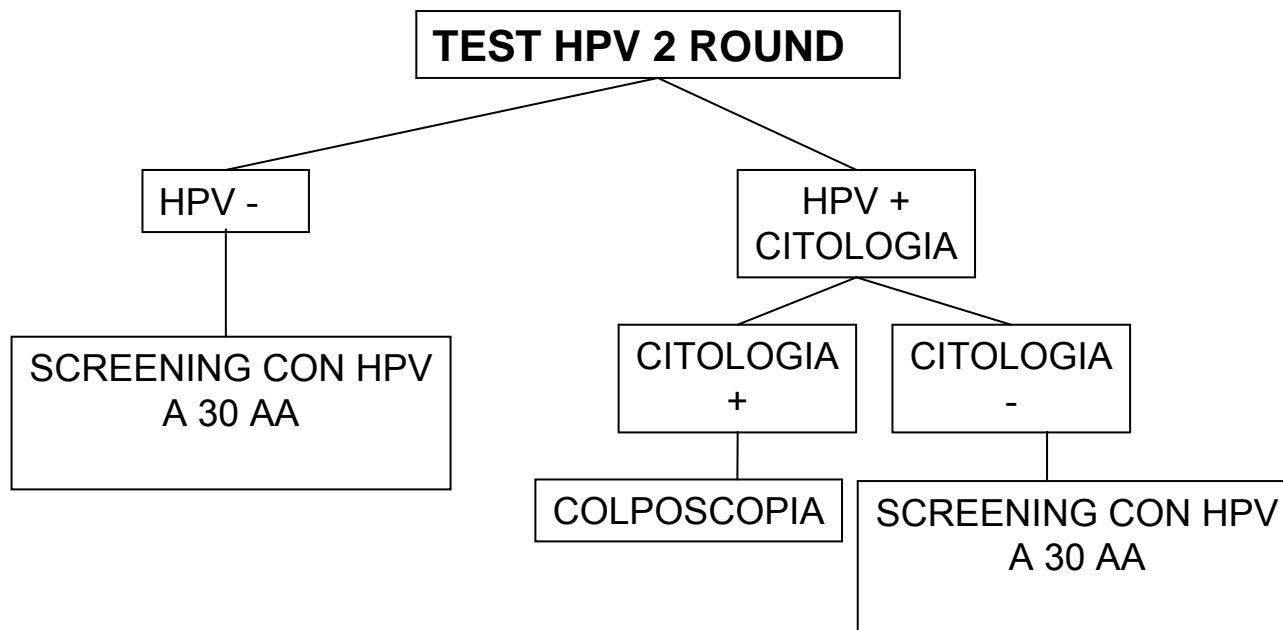 TEST HPV 2 ROUND
HPV -
HPV +
CITOLOGIA
SCREENING CON HPV
A 30 AA
CITOLOGIA
+
CITOLOGIA
-
COLPOSCOPIA
SCREENING CON HPV
A 30 AA